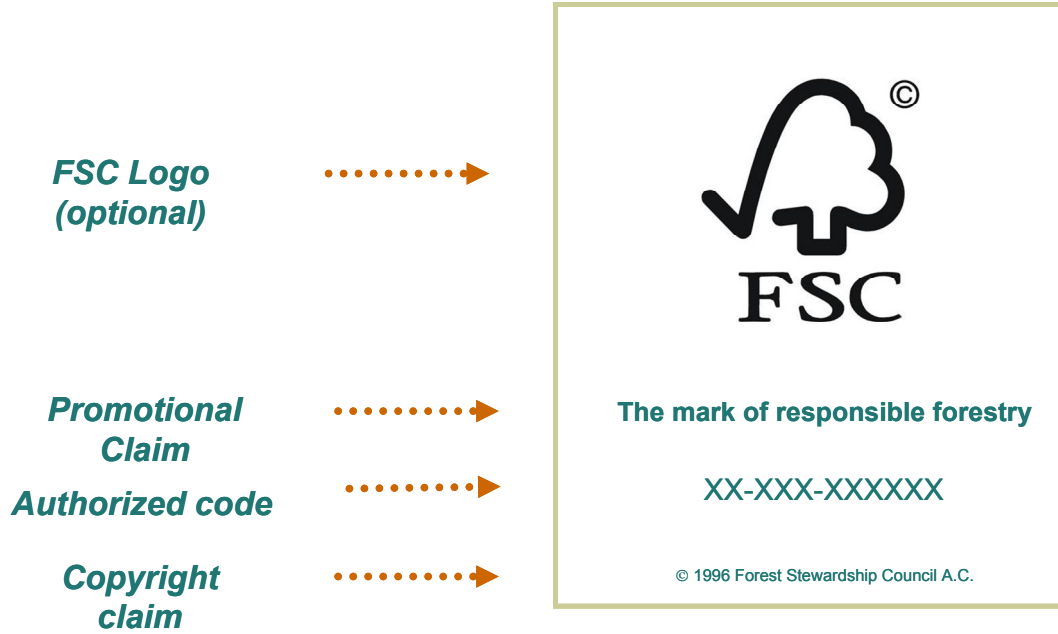 FSC Logo
(optional)
©
FSC
Promotional
Claim
The mark of responsible forestry
Authorized code
XX-XXX-XXXXXX
Copyright
claim
© 1996 Forest Stewardship Council A.C.